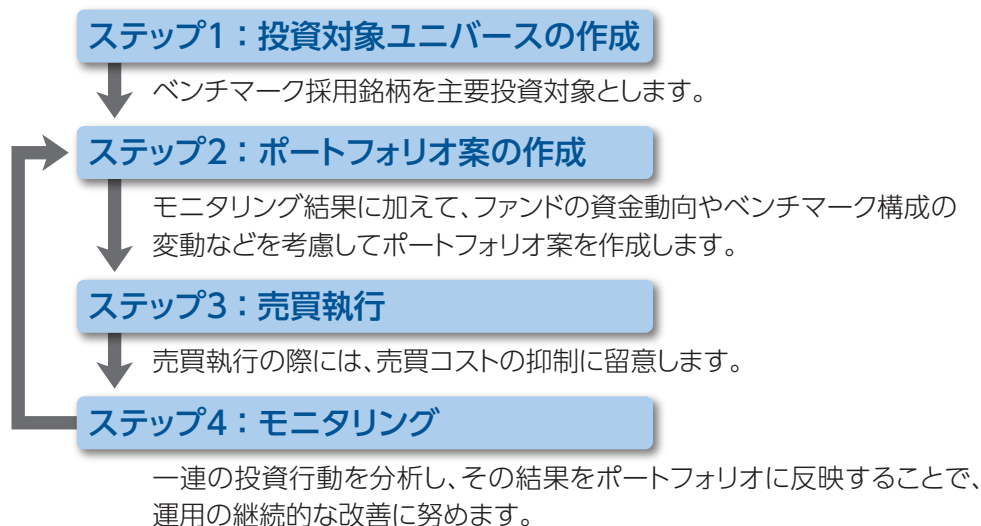 ステップ1：投資対象ユニバースの作成
ベンチマーク採用銘柄を主要投資対象とします。
ステップ2：ポートフォリオ案の作成
モニタリング結果に加えて、ファンドの資金動向やベンチマーク構成の
変動などを考慮してポートフォリオ案を作成します。
ステップ3：売買執行
売買執行の際には、売買コストの抑制に留意します。
ステップ4：モニタリング
一連の投資行動を分析し、その結果をポートフォリオに反映することで、
運用の継続的な改善に努めます。